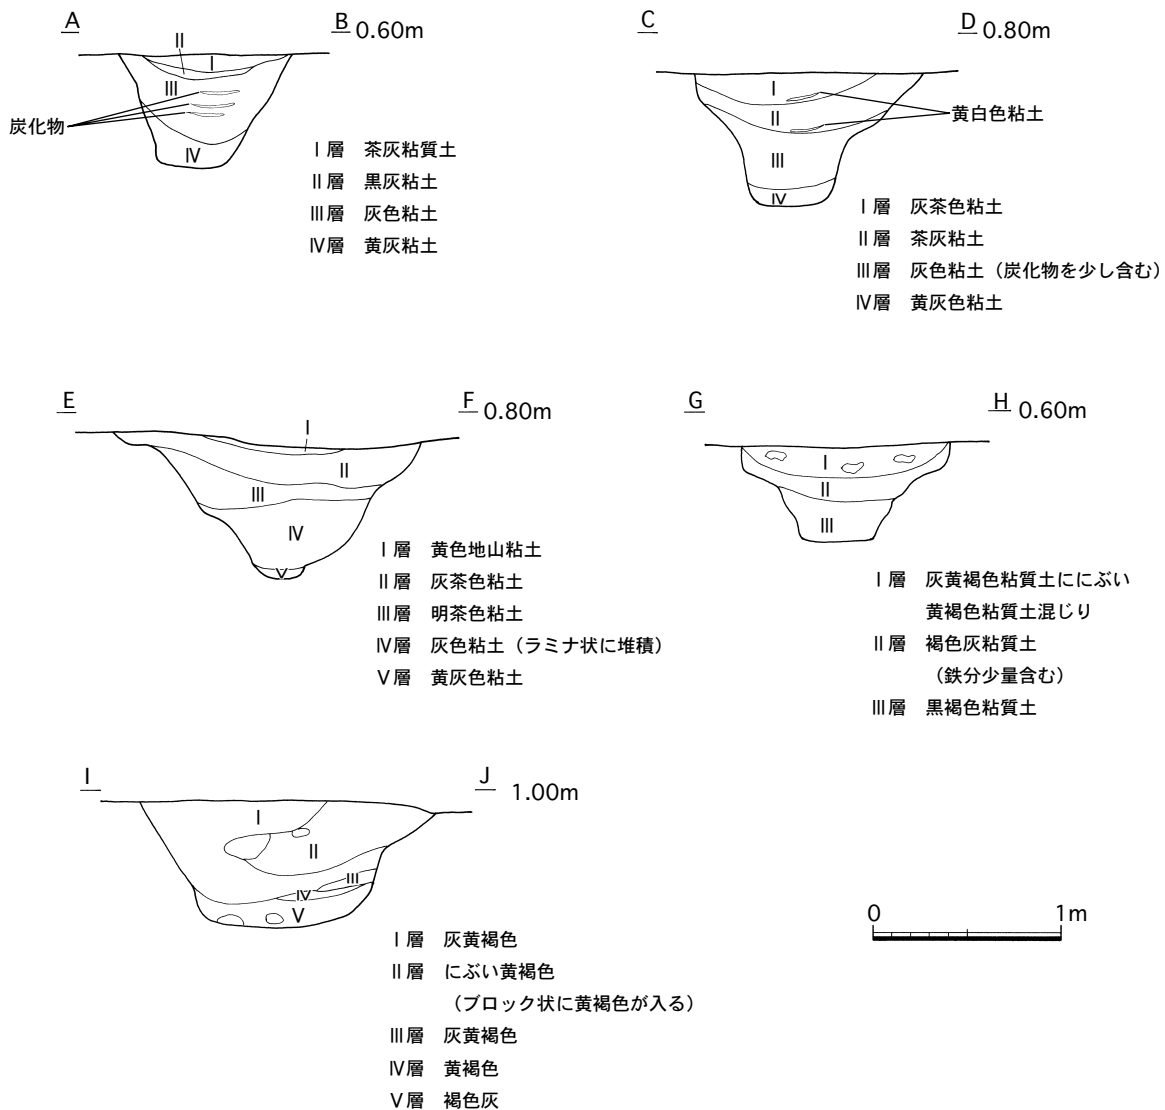 A
B 0.60m
Ⅱ
Ⅰ
Ⅲ
炭化物
Ⅳ
Ⅰ層 茶灰粘質土
Ⅱ層 黒灰粘土
Ⅲ層 灰色粘土
Ⅳ層 黄灰粘土
C
D 0.80m
Ⅰ
Ⅱ
黄白色粘土
Ⅲ
Ⅳ
Ⅰ層 灰茶色粘土
Ⅱ層 茶灰粘土
Ⅲ層 灰色粘土（炭化物を少し含む）
Ⅳ層 黄灰色粘土
E
F 0.80m
Ⅰ
Ⅱ
Ⅲ
Ⅳ
Ⅴ
Ⅰ層 黄色地山粘土
Ⅱ層 灰茶色粘土
Ⅲ層 明茶色粘土
Ⅳ層 灰色粘土（ラミナ状に堆積）
Ⅴ層 黄灰色粘土
G
H 0.60m
Ⅰ
Ⅱ
Ⅲ
Ⅰ層 灰黄褐色粘質土ににぶい
黄褐色粘質土混じり
Ⅱ層 褐色灰粘質土
（鉄分少量含む）
Ⅲ層 黒褐色粘質土
I
J 1.00m
Ⅰ
Ⅱ
Ⅲ
Ⅳ
Ⅴ
Ⅰ層 灰黄褐色
Ⅱ層 にぶい黄褐色
（ブロック状に黄褐色が入る）
Ⅲ層 灰黄褐色
Ⅳ層 黄褐色
Ⅴ層 褐色灰
0 1m